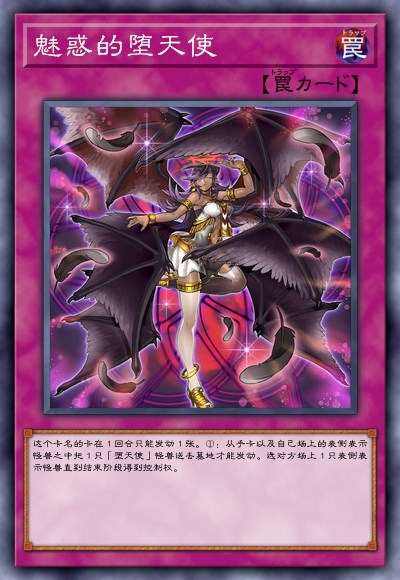 魅惑的堕天使
トラップ
罠
トラップ
【罠カード】
这个卡名的卡在1回合只能发动1张。①：从手卡以及自己场上的表侧表示
怪兽之中把1只「堕天使」怪兽送去墓地才能发动。选对方场上1只表侧表
示怪兽直到结束阶段得到控制权。